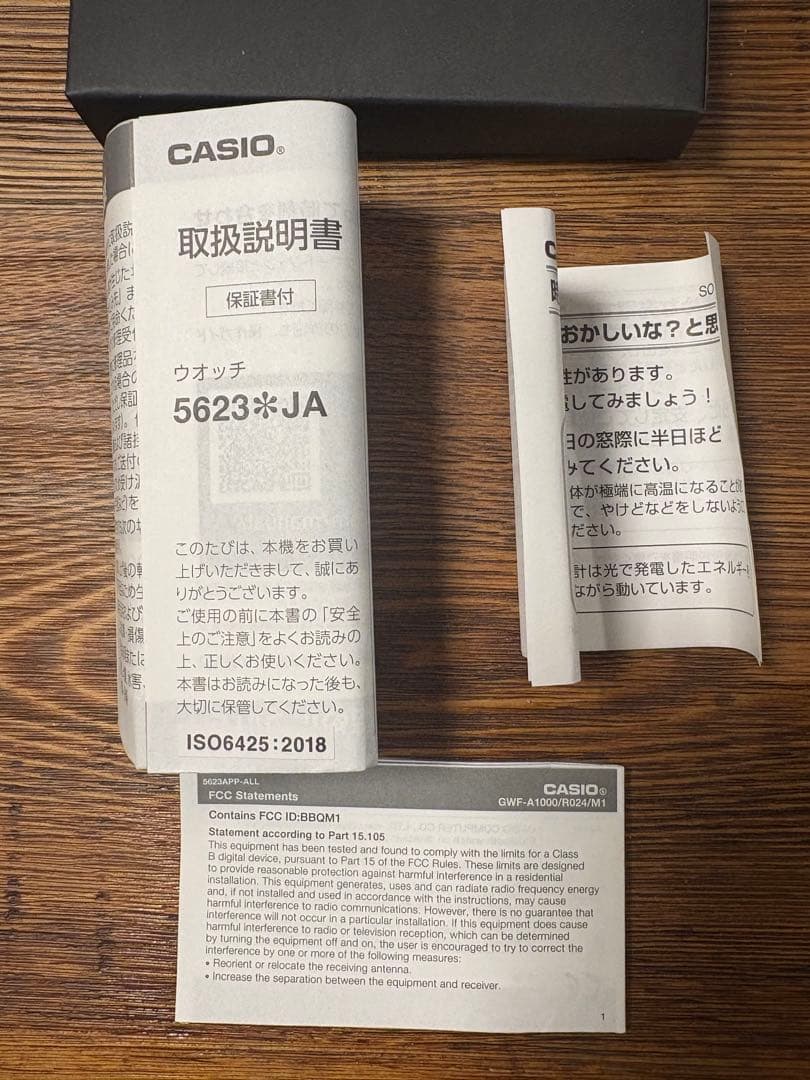 CASIO®
取扱説明書
保証書付
ウオッチ
5623✽JA
このたびは、本機をお買い
上げいただきまして、誠にあ
りがとうございます。
ご使用の前に本書の「安全
上のご注意」をよくお読みの
上、正しくお使いください。
本書はお読みになった後も、
大切に保管してください。
ISO6425:2018
おかしいな?と思
性があります。
してみましょう!
日の窓際に半日ほど
みてください。
体が極端に高温になること
で、やけどなどをしないよう
ださい。
計は光で発電したエネルギー
ながら動いています。
5623APP-ALL
FCC Statements
CASIO®
GWF-A1000/R024/M1
Contains FCC ID:BBQM1
Statement according to Part 15.105
This equipment has been tested and found to comply with the limits for a Class
B digital device, pursuant to Part 15 of the FCC Rules. These limits are designed
to provide reasonable protection against harmful interference in a residential
installation. This equipment generates, uses and can radiate radio frequency energy
and, if not installed and used in accordance with the instructions, may cause
harmful interference to radio communications. However, there is no guarantee that
interference will not occur in a particular installation. If this equipment does cause
harmful interference to radio or television reception, which can be determined
by turning the equipment off and on, the user is encouraged to try to correct the
interference by one or more of the following measures:
• Reorient or relocate the receiving antenna.
• Increase the separation between the equipment and receiver.
1